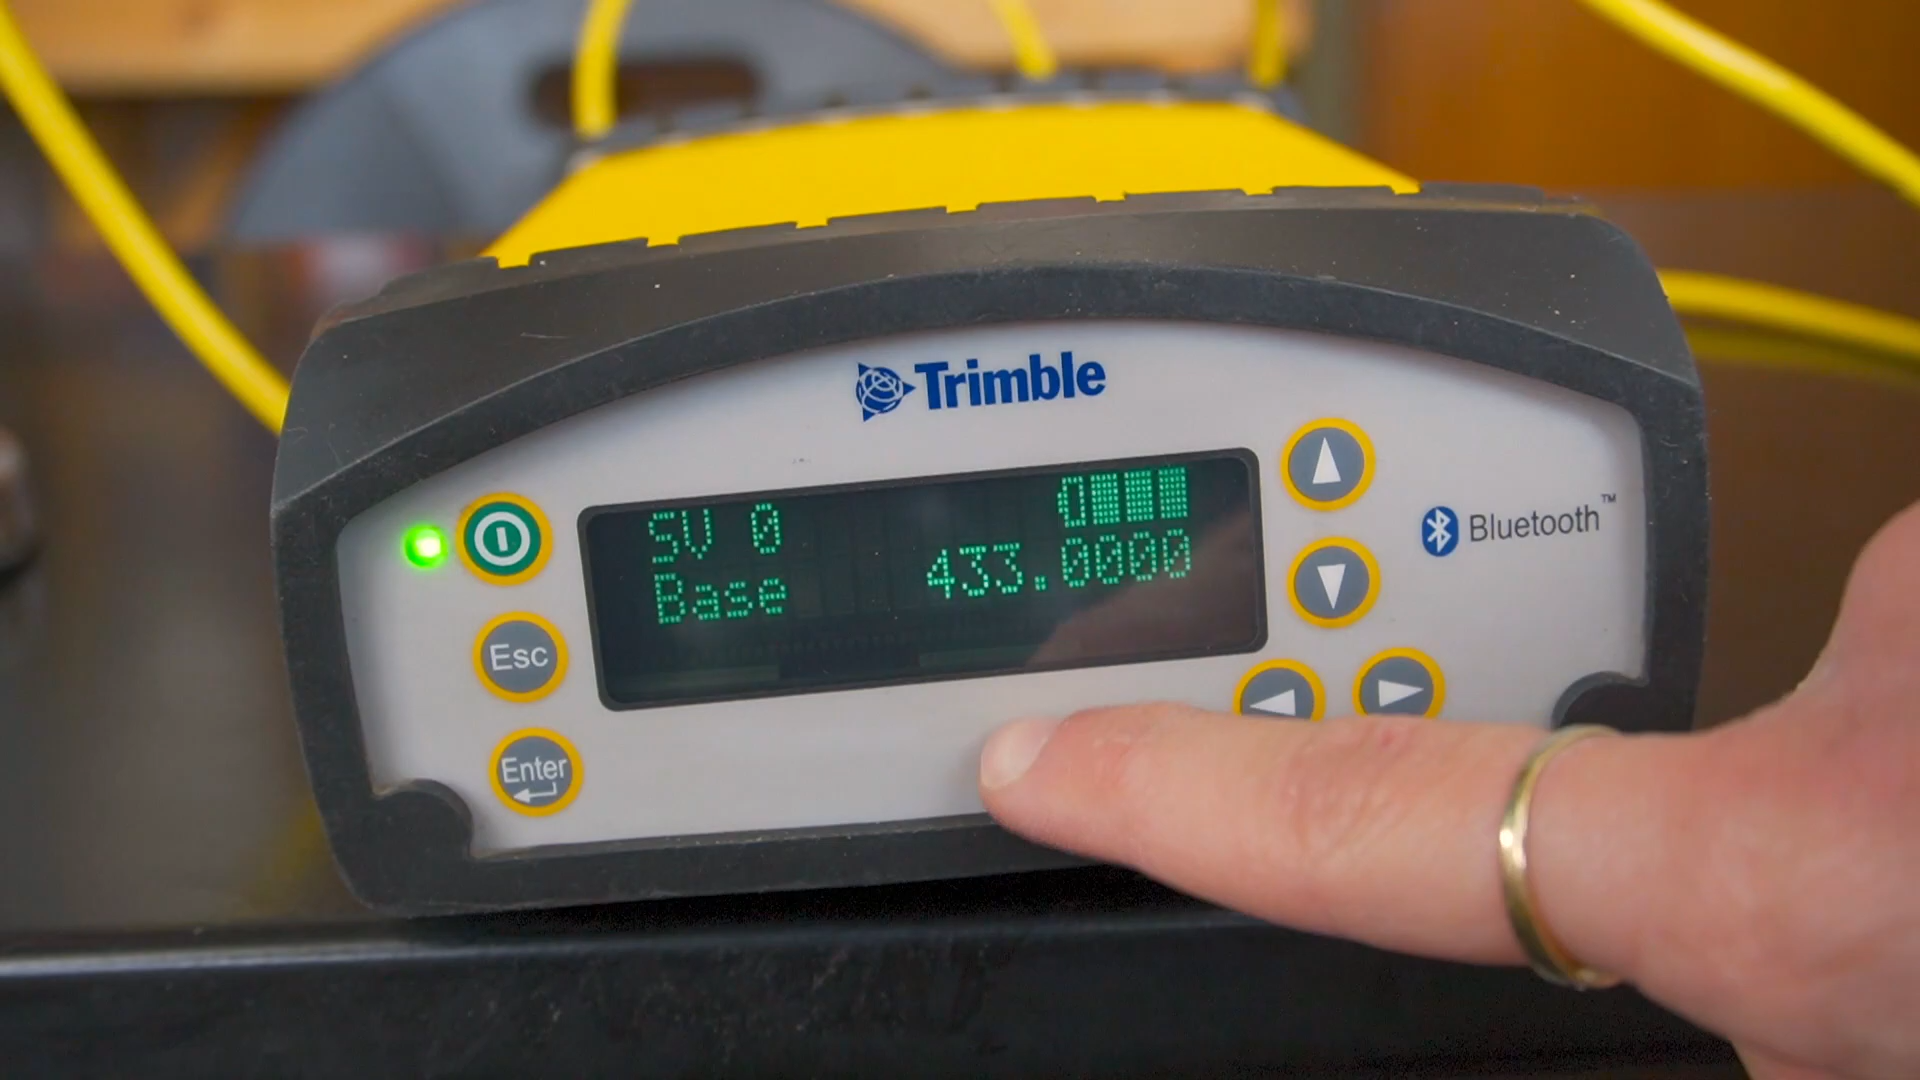 Trimble
SV 0
Base 433.0000
Bluetooth™
Esc
Enter